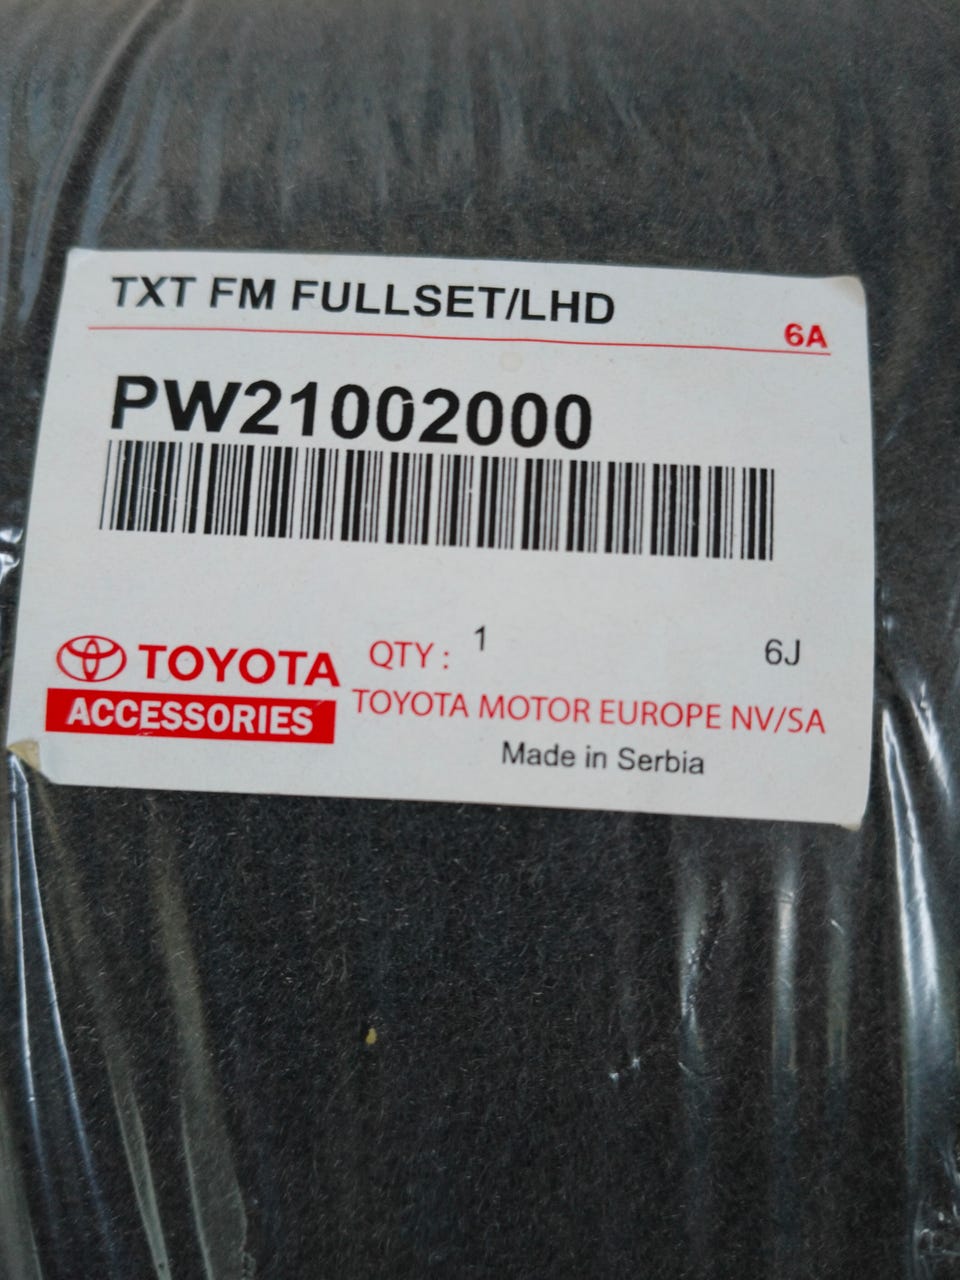 TXT FM FULLSET/LHD
6A
PW21002000
TOYOTA
ACCESSORIES
QTY : 1
6J
TOYOTA MOTOR EUROPE NV/SA
Made in Serbia